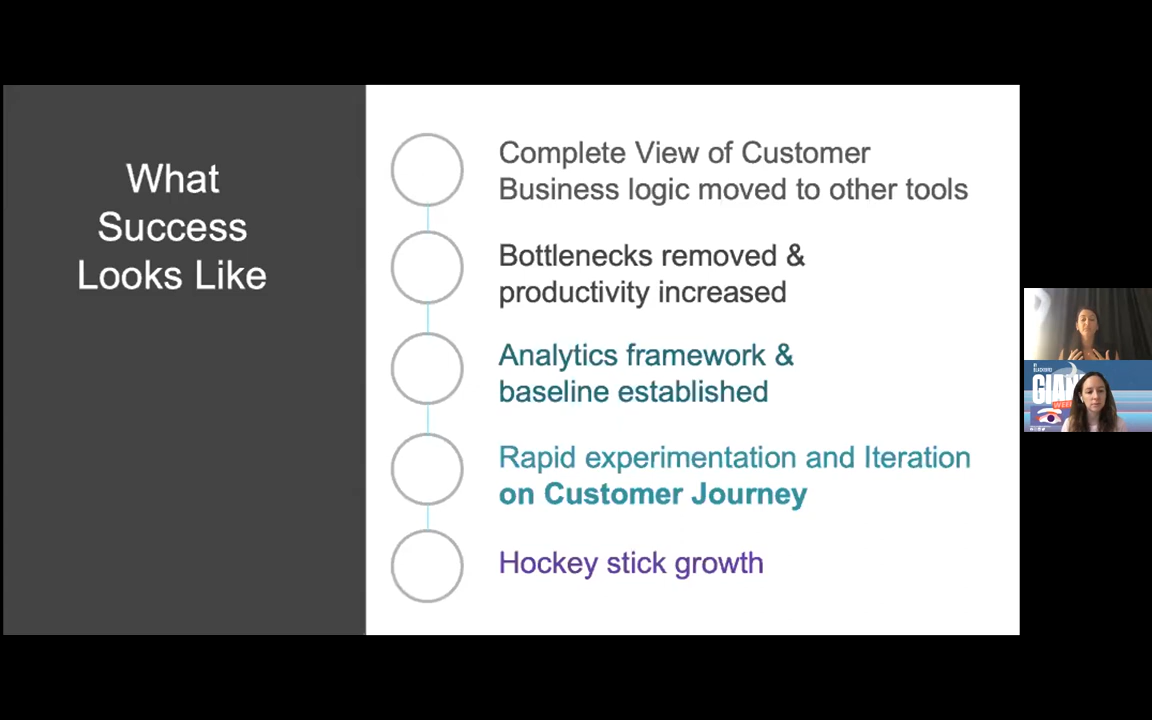 What
Success
Looks Like
Complete View of Customer
Business logic moved to other tools
Bottlenecks removed &
productivity increased
Analytics framework &
baseline established
Rapid experimentation and Iteration
on Customer Journey
Hockey stick growth